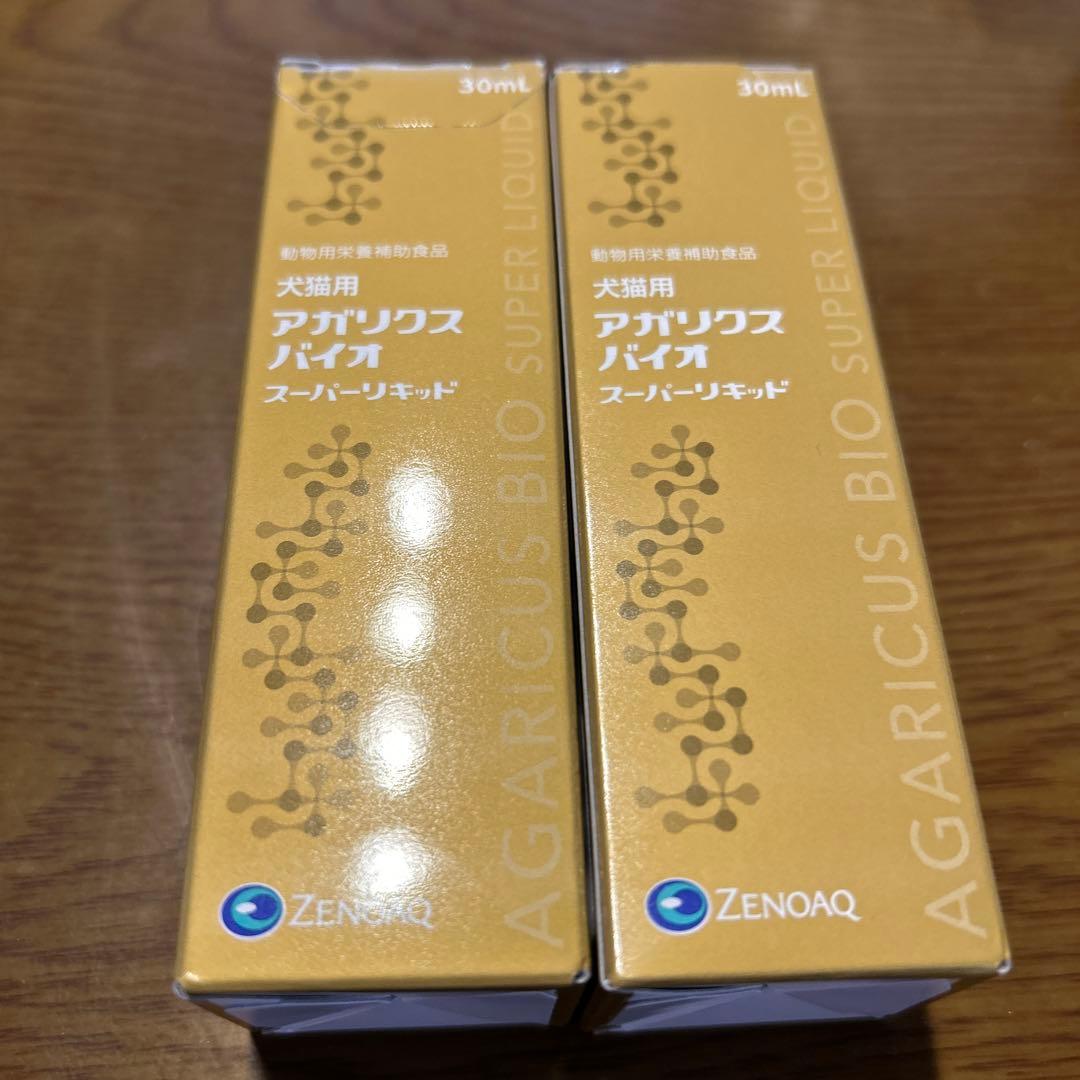 30mL
動物用栄養補助食品
犬猫用
アガリクス
バイオ
スーパーリキッド
AGARICUS BIO SUPER LIQUID
ZENOAQ
30mL
動物用栄養補助食品
犬猫用
アガリクス
バイオ
スーパーリキッド
AGARICUS BIO SUPER LIQUID
ZENOAQ